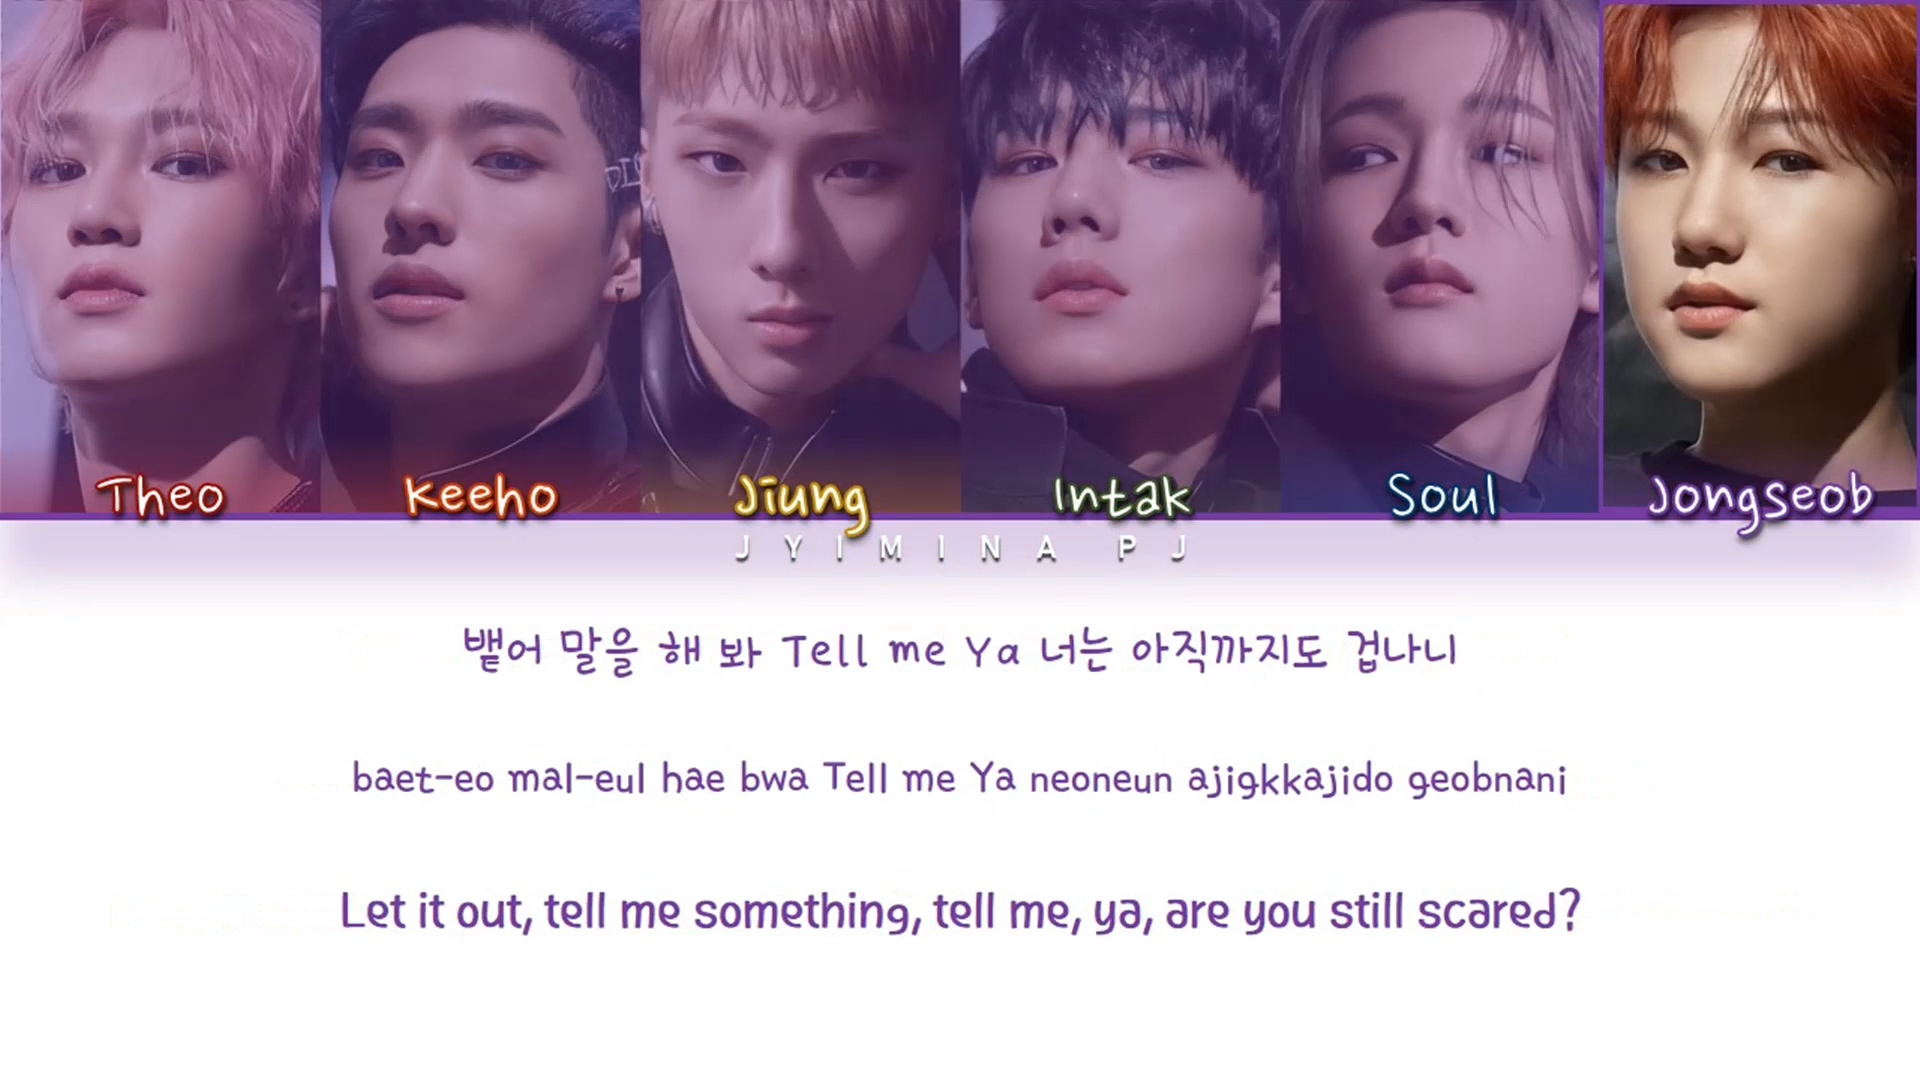 Theo Keeho Jiung Intak Soul Jongseob
JYIMINA PJ
뱉어 말을 해 봐 Tell me Ya 너는 아직까지도 겁나니
baet-eo mal-eul hae bwa Tell me Ya neoneun ajigkkajido geobnani
Let it out, tell me something, tell me, ya, are you still scared?